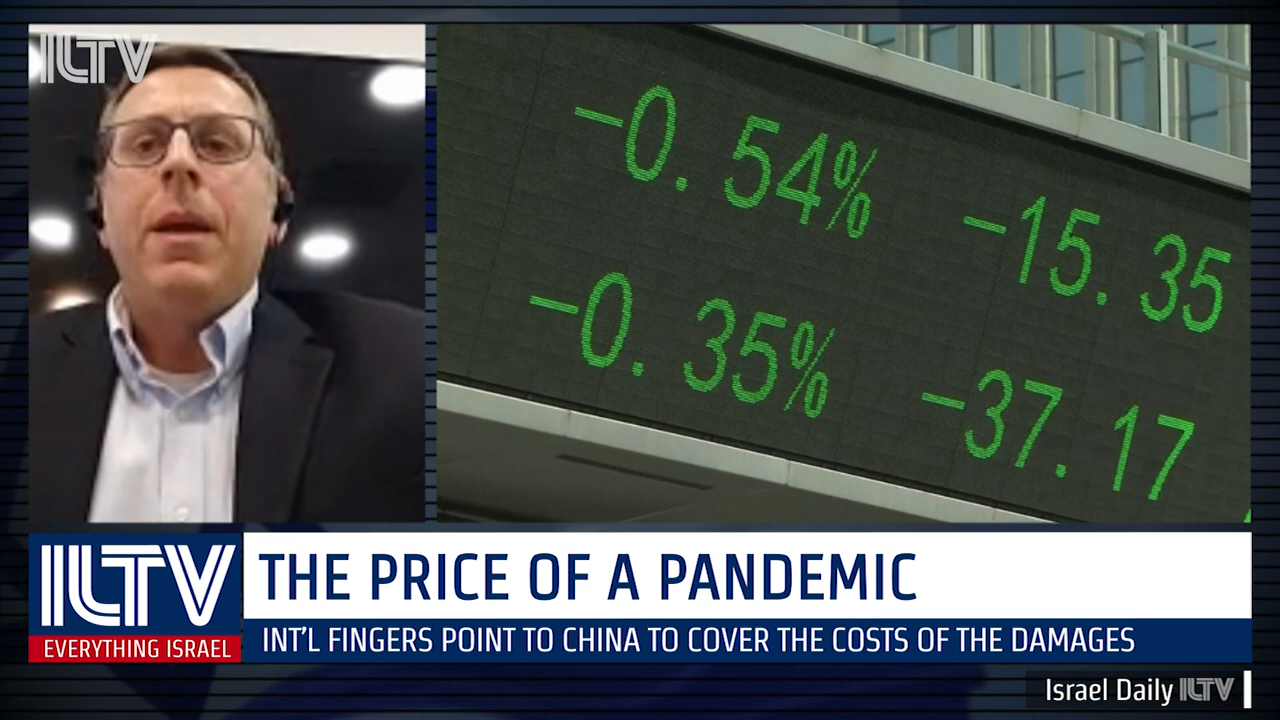 ILTV
−0.54% −15.35
−0.35% −37.17
ILTV
EVERYTHING ISRAEL
THE PRICE OF A PANDEMIC
INT'L FINGERS POINT TO CHINA TO COVER THE COSTS OF THE DAMAGES
Israel Daily ILTV